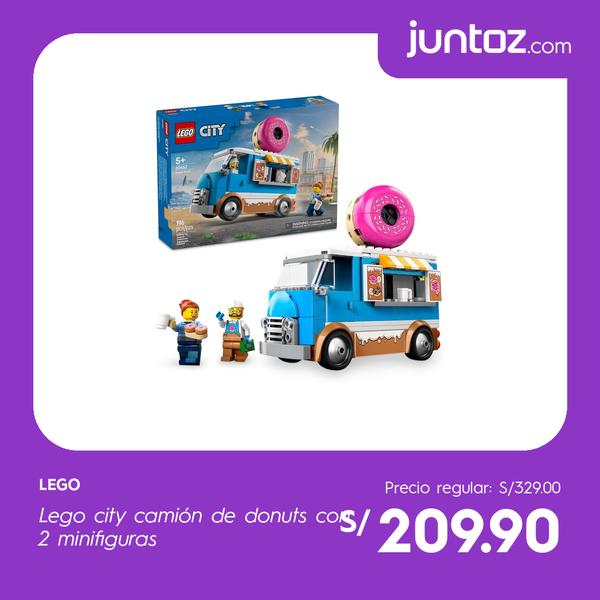 juntoz.com
LEGO CITY
CITY
5+
LEGO
Precio regular: S/329.00
Lego city camión de donuts con
2 minifiguras
S/ 209.90